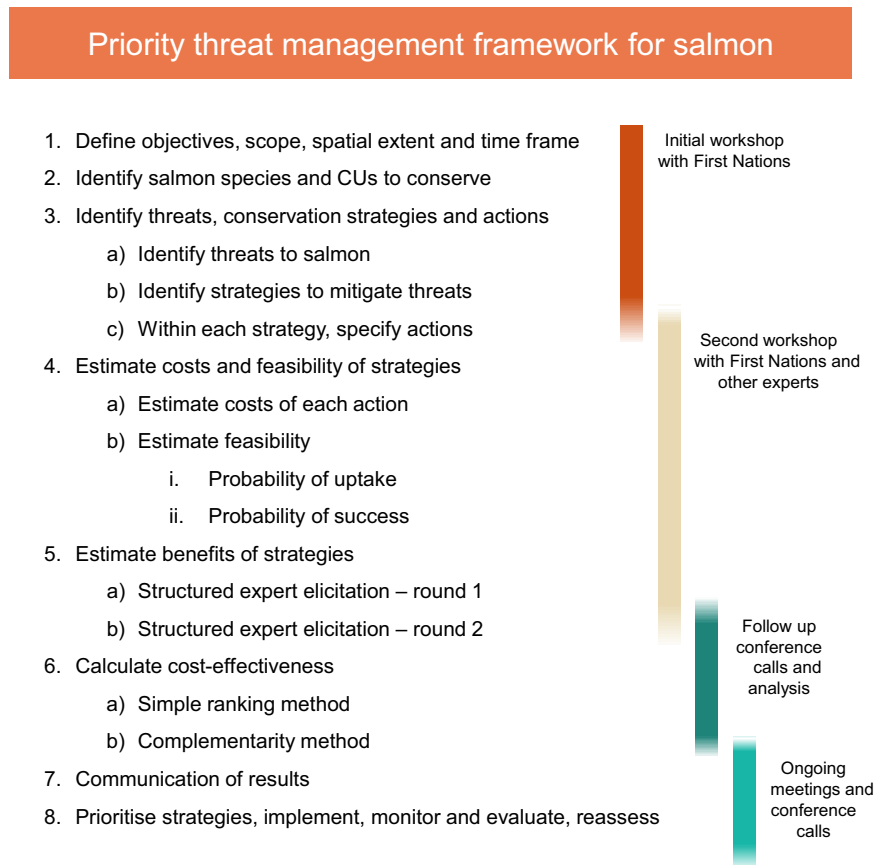 Priority threat management framework for salmon
1. Define objectives, scope, spatial extent and time frame
2. Identify salmon species and CUs to conserve
3. Identify threats, conservation strategies and actions
a) Identify threats to salmon
b) Identify strategies to mitigate threats
c) Within each strategy, specify actions
4. Estimate costs and feasibility of strategies
a) Estimate costs of each action
b) Estimate feasibility
i. Probability of uptake
ii. Probability of success
5. Estimate benefits of strategies
a) Structured expert elicitation – round 1
b) Structured expert elicitation – round 2
6. Calculate cost-effectiveness
a) Simple ranking method
b) Complementarity method
7. Communication of results
8. Prioritise strategies, implement, monitor and evaluate, reassess
Initial workshop
with First Nations
Second workshop
with First Nations and
other experts
Follow up
conference
calls and
analysis
Ongoing
meetings and
conference
calls